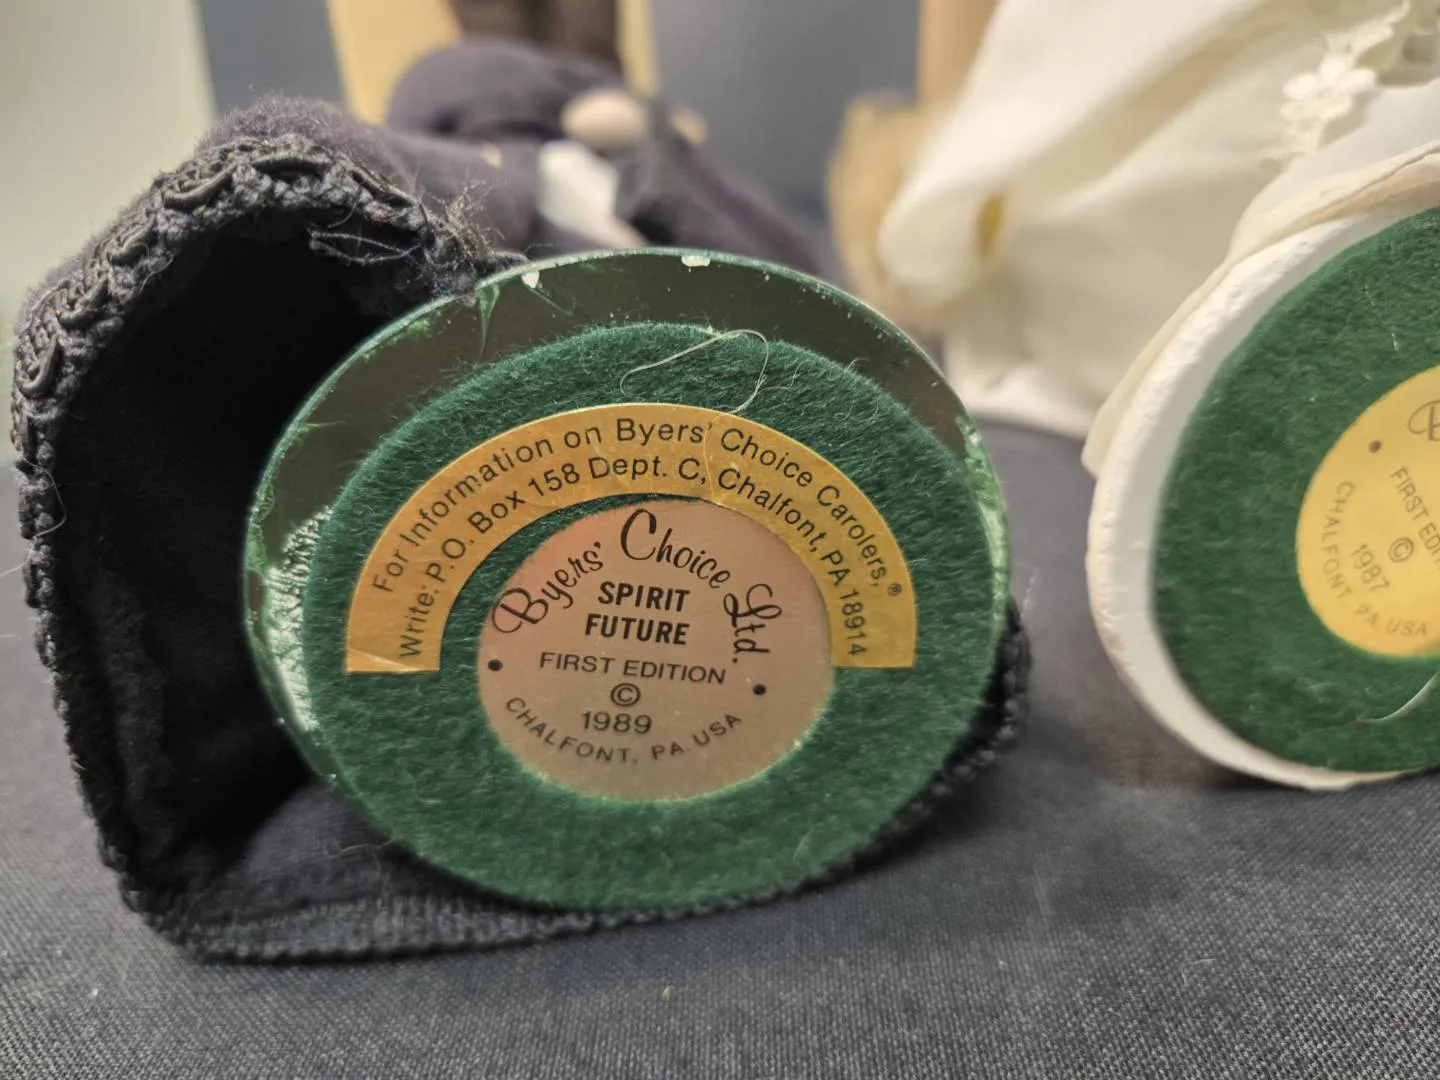 For Information on Byers' Choice Carolers,®
Write: P.O. Box 158 Dept. C, Chalfont, PA 18914
Byers' Choice Ltd.
SPIRIT
FUTURE
FIRST EDITION
©
1989
CHALFONT, PA. USA
FIRST
©
1987
CHALFONT, PA USA